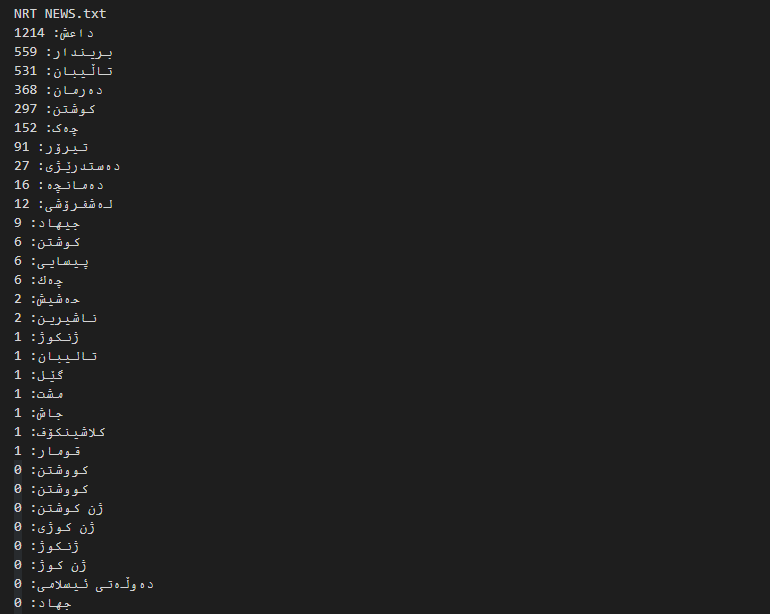 NRT NEWS.txt
داعش: 1214
بریندار: 559
تاڵیبان: 531
دەرمان: 368
کوشتن: 297
چەک: 152
تیرۆر: 91
دەستدرێژی: 27
دەمانچە: 16
لەشفرۆشی: 12
جیهاد: 9
كوشتن: 6
پیسایی: 6
چەك: 6
حەشیش: 2
ناشیرین: 2
ژنکوژ: 1
تالیبان: 1
گێل: 1
مشت: 1
جاش: 1
کلاشینکۆف: 1
قومار: 1
کووشتن: 0
کووشتن: 0
ژن کوشتن: 0
ژن کوژی: 0
ژنکوژ: 0
ژن کوژ: 0
دەوڵەتی ئیسلامی: 0
جهاد: 0